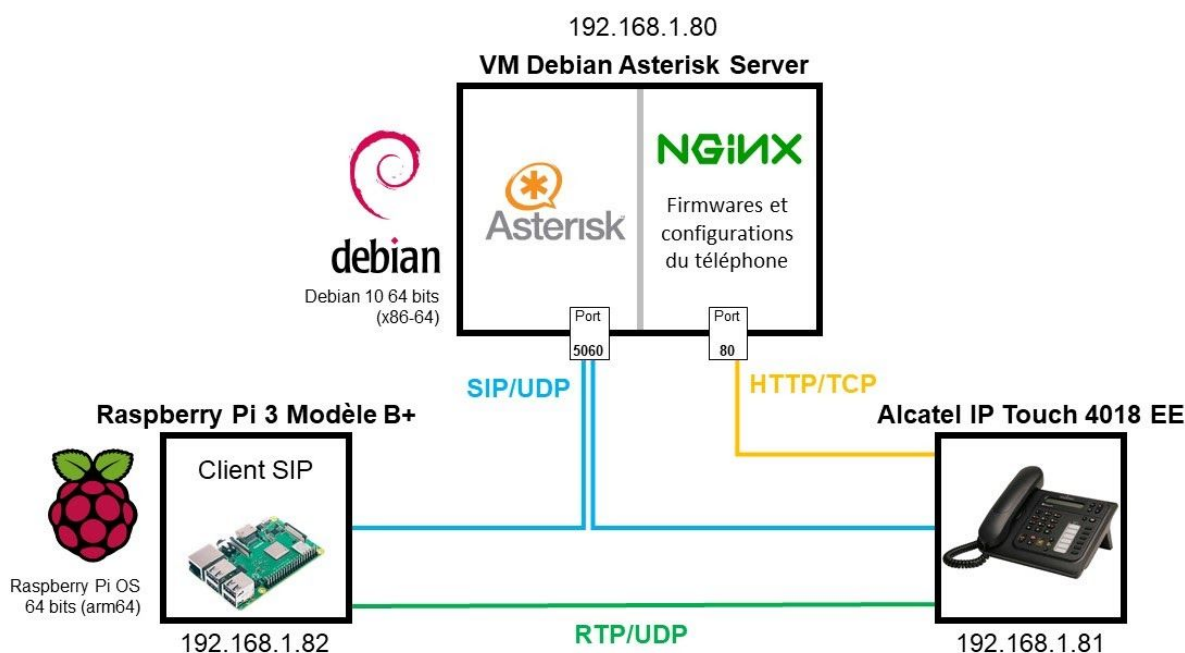 192.168.1.80
VM Debian Asterisk Server
debian
Debian 10 64 bits
(x86-64)
Asterisk
NGINX
Firmwares et
configurations
du téléphone
Port
5060
Port
80
SIP/UDP
HTTP/TCP
Raspberry Pi 3 Modèle B+
Client SIP
Raspberry Pi OS
64 bits (arm64)
192.168.1.82
RTP/UDP
Alcatel IP Touch 4018 EE
192.168.1.81